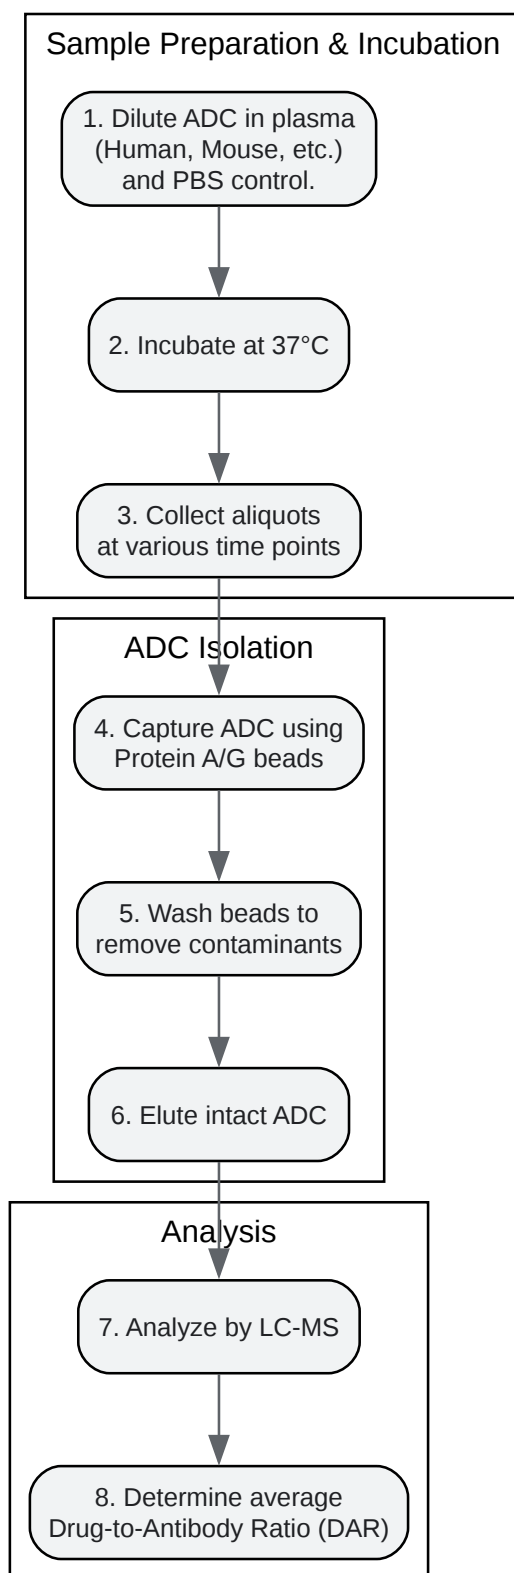 Sample Preparation & Incubation
1. Dilute ADC in plasma
(Human, Mouse, etc.)
and PBS control.
2. Incubate at 37°C
3. Collect aliquots
at various time points
ADC Isolation
4. Capture ADC using
Protein A/G beads
5. Wash beads to
remove contaminants
6. Elute intact ADC
Analysis
7. Analyze by LC-MS
8. Determine average
Drug-to-Antibody Ratio (DAR)